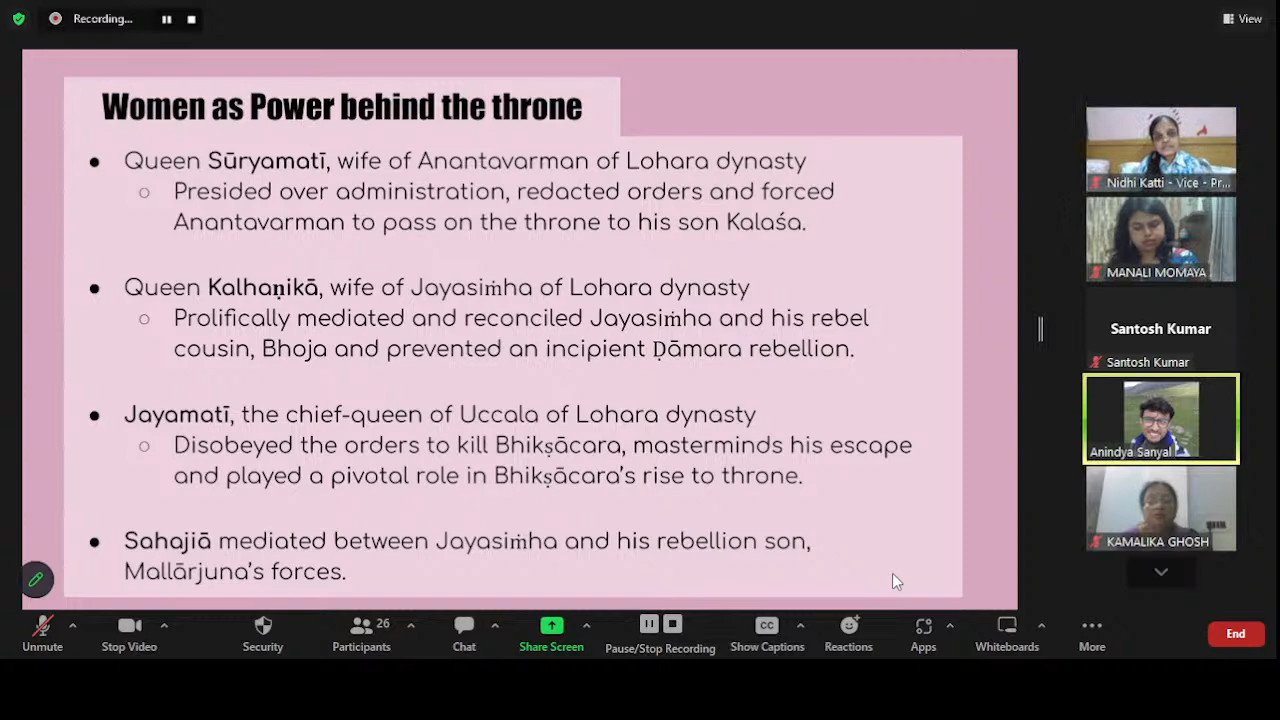 Recording...
View
Women as Power behind the throne
● Queen Sūryamatī, wife of Anantavarman of Lohara dynasty
○ Presided over administration, redacted orders and forced
Anantavarman to pass on the throne to his son Kalaśa.
● Queen Kalhaṇikā, wife of Jayasiṁha of Lohara dynasty
○ Prolifically mediated and reconciled Jayasiṁha and his rebel
cousin, Bhoja and prevented an incipient Ḍāmara rebellion.
● Jayamatī, the chief-queen of Uccala of Lohara dynasty
○ Disobeyed the orders to kill Bhikṣācara, masterminds his escape
and played a pivotal role in Bhikṣācara's rise to throne.
● Sahajiā mediated between Jayasiṁha and his rebellion son,
Mallārjuna's forces.
Nidhi Katti - Vice - Pr...
MANALI MOMAYA
Santosh Kumar
Santosh Kumar
Anindya Sanyal
KAMALIKA GHOSH
Unmute
Stop Video
Security
26
Participants
Chat
Share Screen
Pause/Stop Recording
CC
Show Captions
Reactions
Apps
Whiteboards
More
End